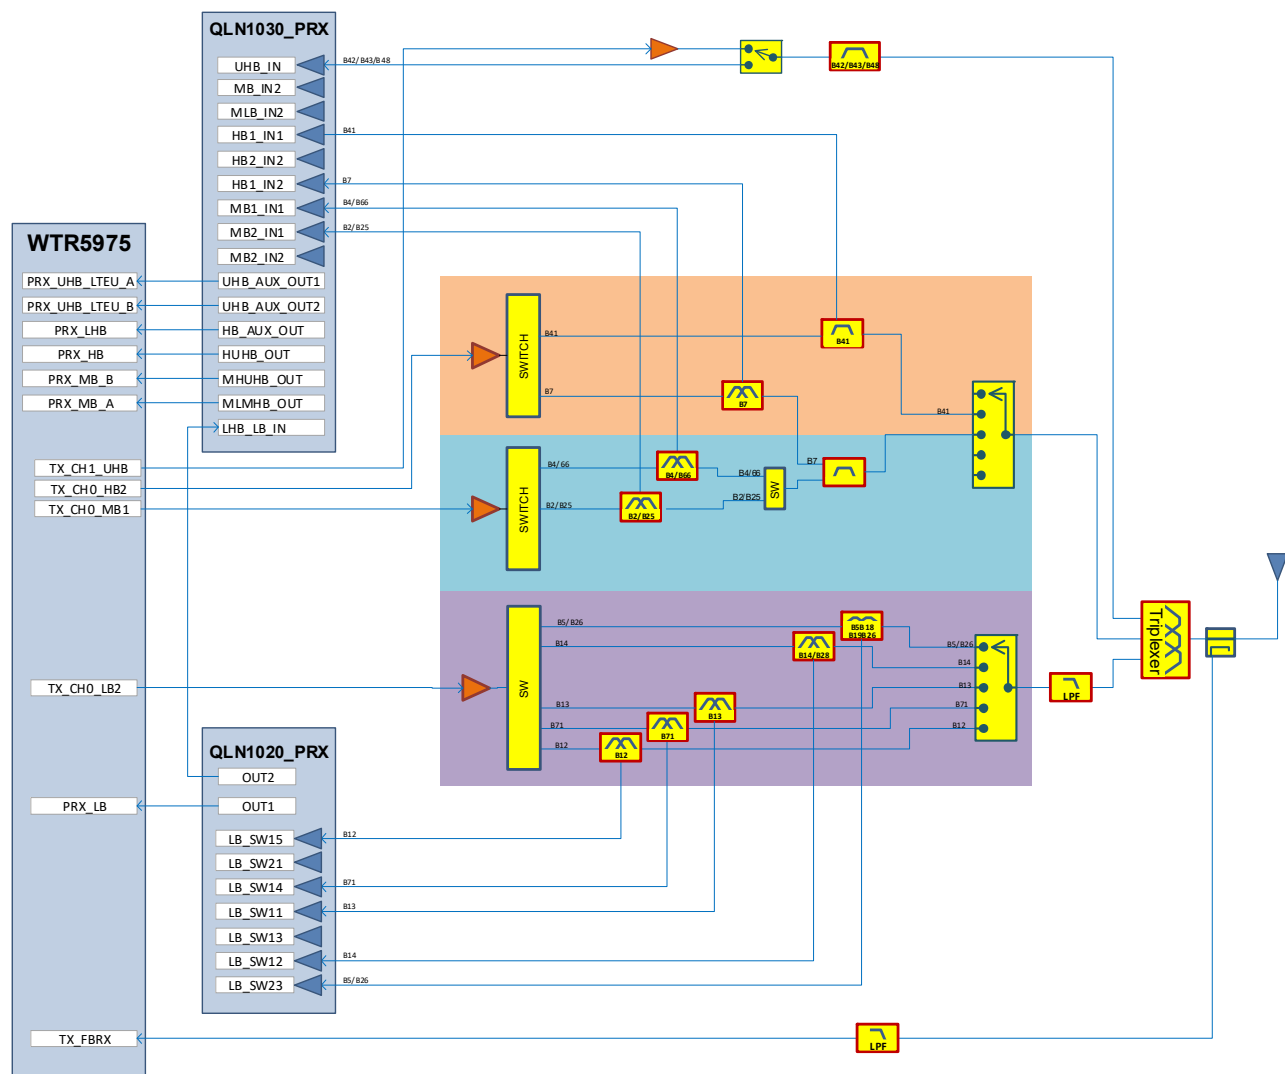 QLN1030_PRX
UHB_IN
B42/B43/B48
B42/B43/B48
MB_IN2
MLB_IN2
HB1_IN1
B41
HB2_IN2
HB1_IN2
B7
MB1_IN1
B4/B66
MB2_IN1
B2/B25
MB2_IN2
WTR5975
PRX_UHB_LTEU_A
UHB_AUX_OUT1
PRX_UHB_LTEU_B
UHB_AUX_OUT2
PRX_LHB
HB_AUX_OUT
PRX_HB
HUHB_OUT
PRX_MB_B
MHUHB_OUT
PRX_MB_A
MLMHB_OUT
LHB_LB_IN
TX_CH1_UHB
TX_CH0_HB2
TX_CH0_MB1
SWITCH
B41
B41
B7
B7
B41
SWITCH
B4/66
B4/B66
B4/66
B7
B2/B25
B2/B25
B2/B25
SW
Triplexer
SW
B5/B26
B5B18
B19B26
B5/B26
B14
B14/B28
B14
TX_CH0_LB2
B13
B13
B13
B71
B71
B71
B12
B12
B12
LPF
QLN1020_PRX
OUT2
PRX_LB
OUT1
LB_SW15
B12
LB_SW21
LB_SW14
B71
LB_SW11
B13
LB_SW13
LB_SW12
B14
LB_SW23
B5/B26
TX_FBRX
LPF